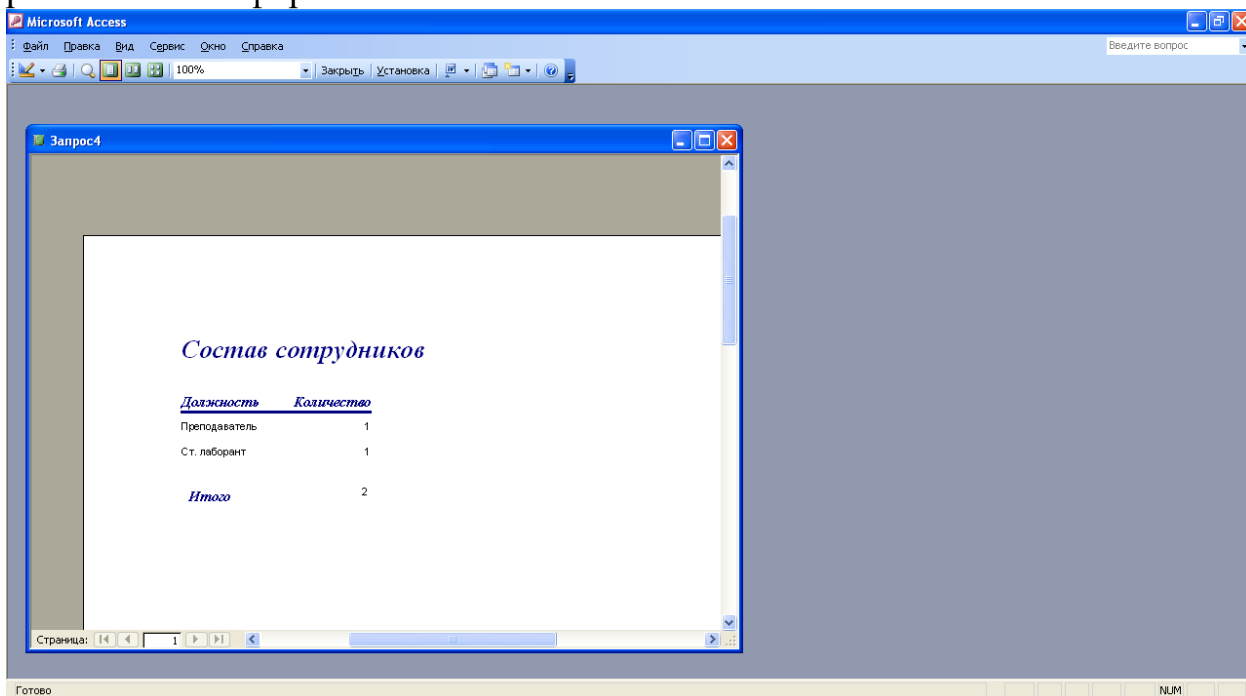 Microsoft Access
Файл Правка Вид Сервис Окно Справка
Введите вопрос
100% Закрыть Установка
Запрос4
Состав сотрудников
Должность Количество
Преподаватель 1
Ст. лаборант 1
Итого 2
Страница: 1
Готово
NUM